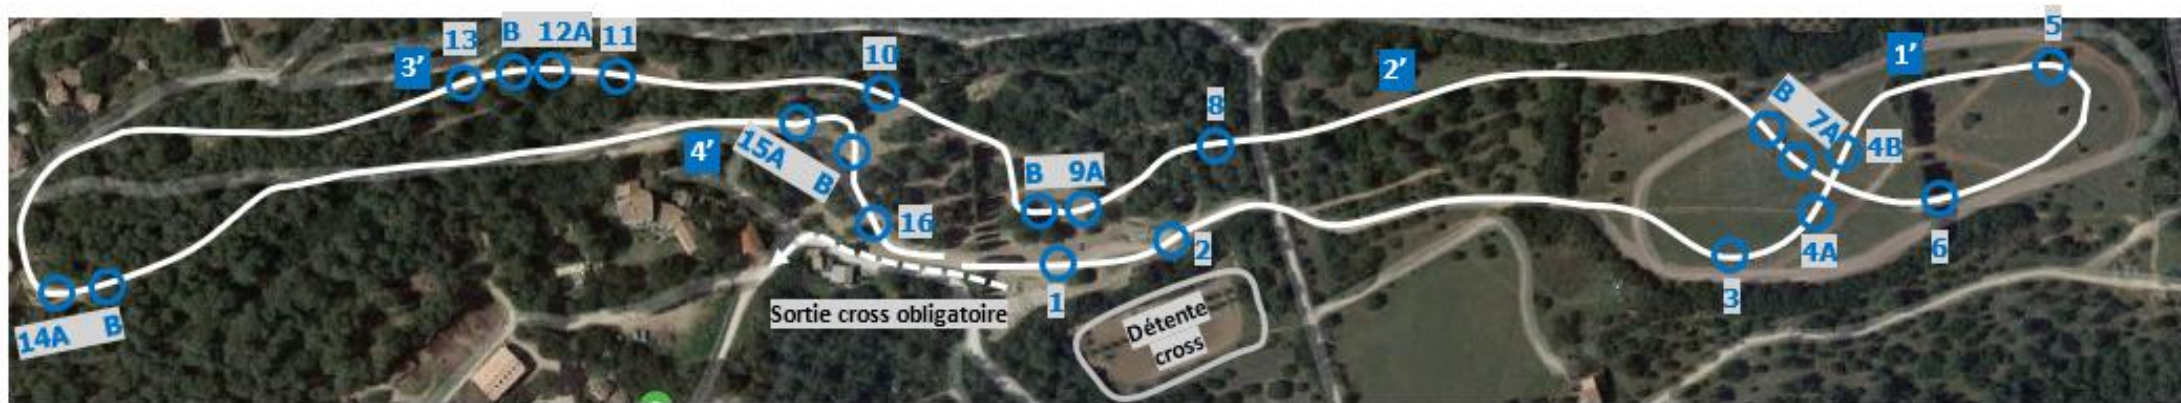 5
B 12A
11
13
1'
3'
2'
10
8
B 7A
4B
4'
15A B
B 9A
16
2
4A
6
1
3
Sortie cross obligatoire
Détente
cross
14A B